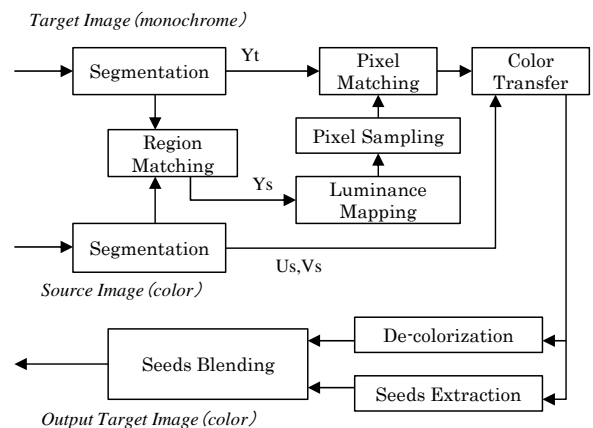 Target Image (monochrome)
Segmentation
Yt
Pixel
Matching
Color
Transfer
Region
Matching
Pixel Sampling
Ys
Luminance
Mapping
Segmentation
Us,Vs
Source Image (color)
De-colorization
Seeds Blending
Seeds Extraction
Output Target Image (color)